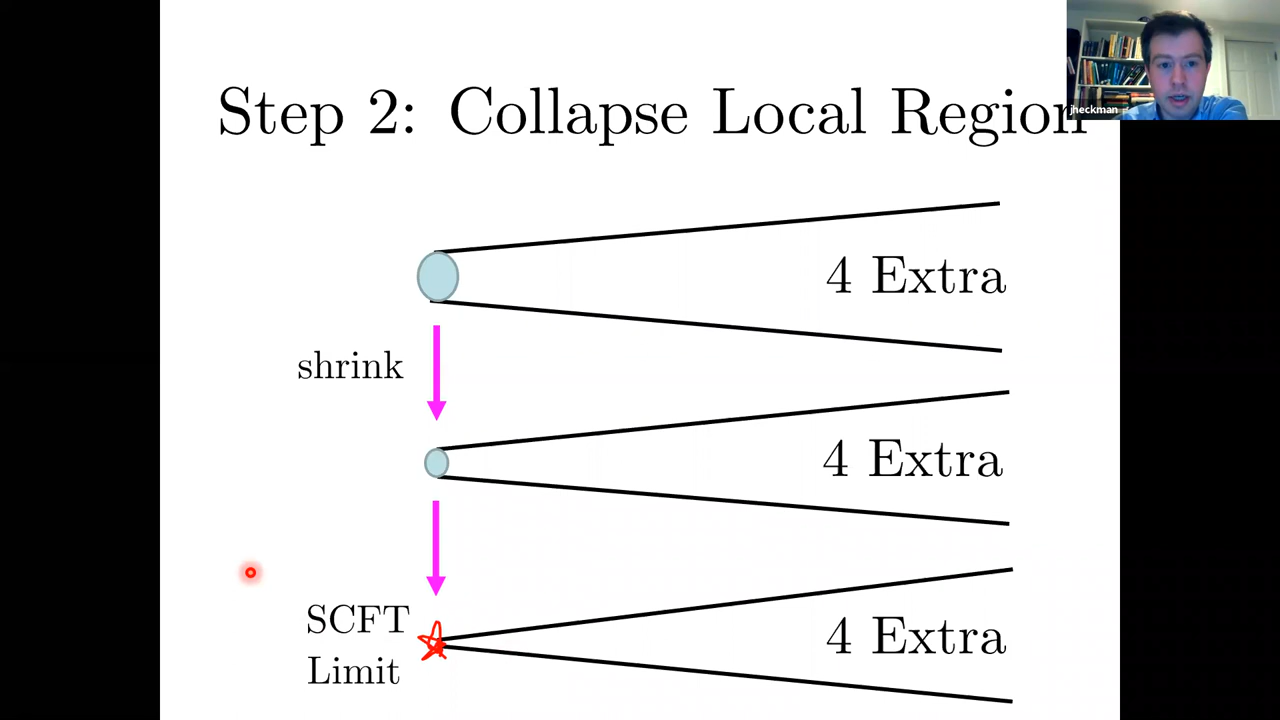 Step 2: Collapse Local Region
jheckman
4 Extra
shrink
4 Extra
SCFT
4 Extra
Limit